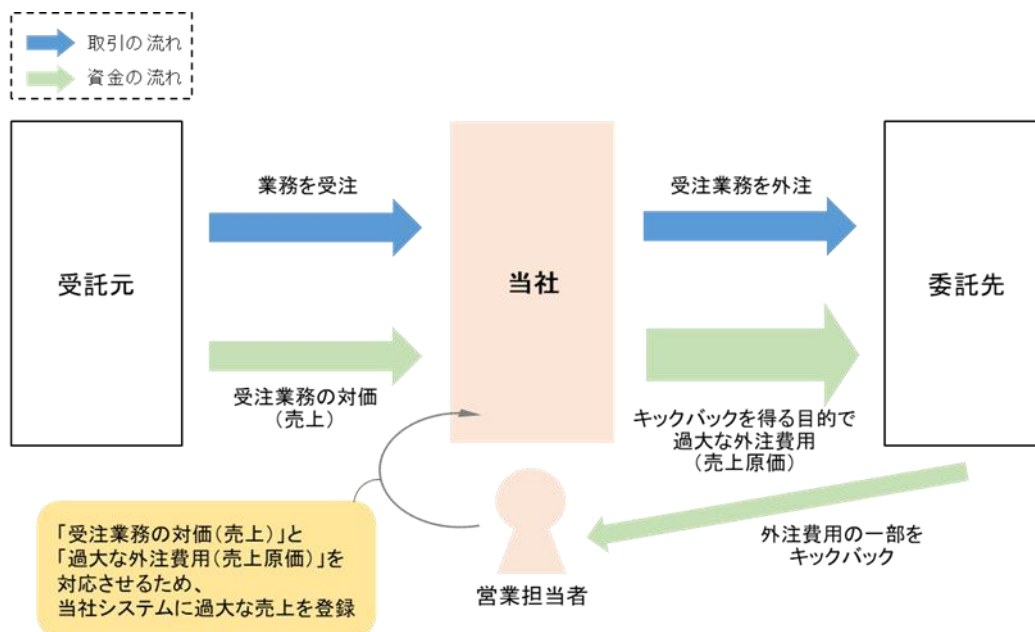 取引の流れ
資金の流れ
受託元
業務を受注
受注業務の対価
(売上)
当社
受注業務を外注
キックバックを得る目的で
過大な外注費用
(売上原価)
委託先
「受注業務の対価(売上)」と
「過大な外注費用(売上原価)」を
対応させるため、
当社システムに過大な売上を登録
営業担当者
外注費用の一部を
キックバック